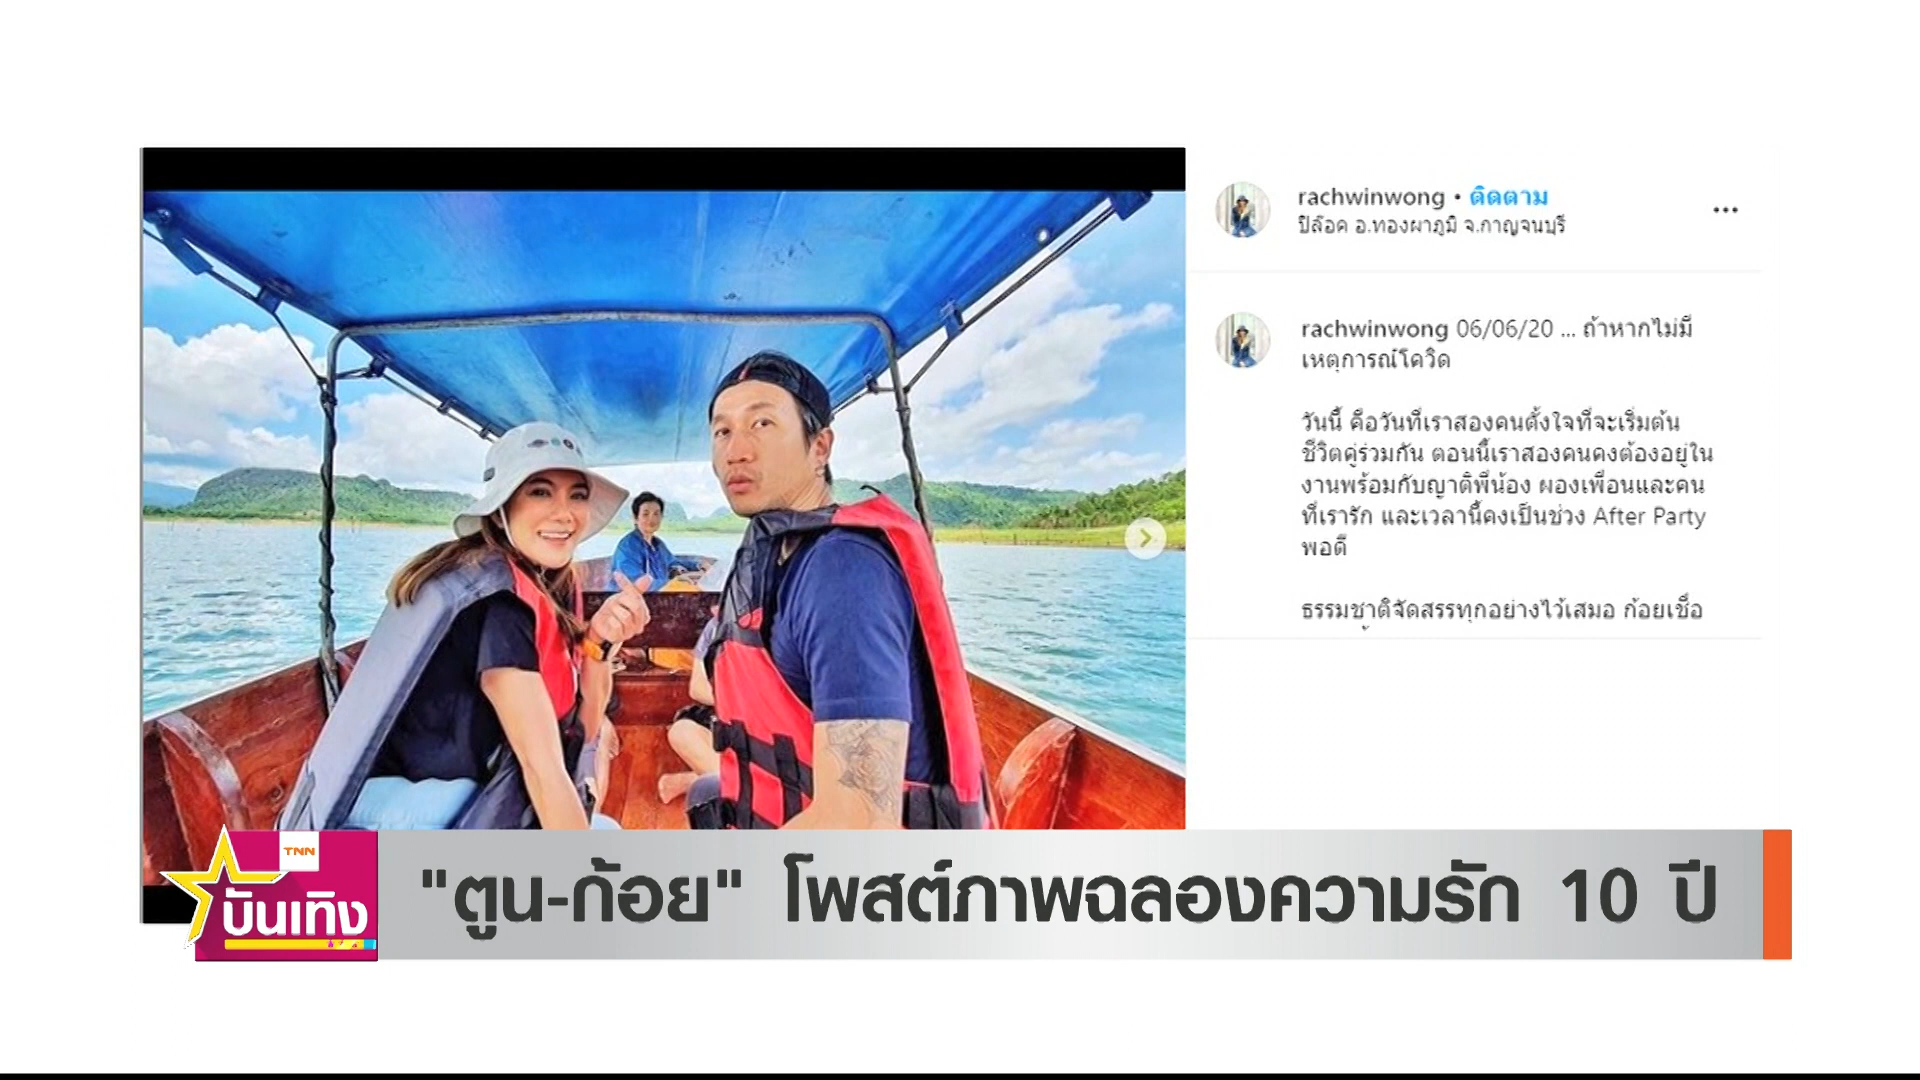 rachwinwong • ติดตาม
ปิล๊อค อ.ทองผาภูมิ จ.กาญจนบุรี
rachwinwong 06/06/20 ... ถ้าหากไม่มี
เหตุการณ์โควิด
วันนี้ คือวันที่เราสองคนตั้งใจที่จะเริ่มต้น
ชีวิตคู่ร่วมกัน ตอนนี้เราสองคนคงต้องอยู่ใน
งานพร้อมกับญาติพี่น้อง ผองเพื่อนและคน
ที่เรารัก และเวลานี้คงเป็นช่วง After Party
พอดี
ธรรมชาติจัดสรรทุกอย่างไว้เสมอ ก้อยเชื่อ
TNN
บันเทิง
"ตูน-ก้อย" โพสต์ภาพฉลองความรัก 10 ปี